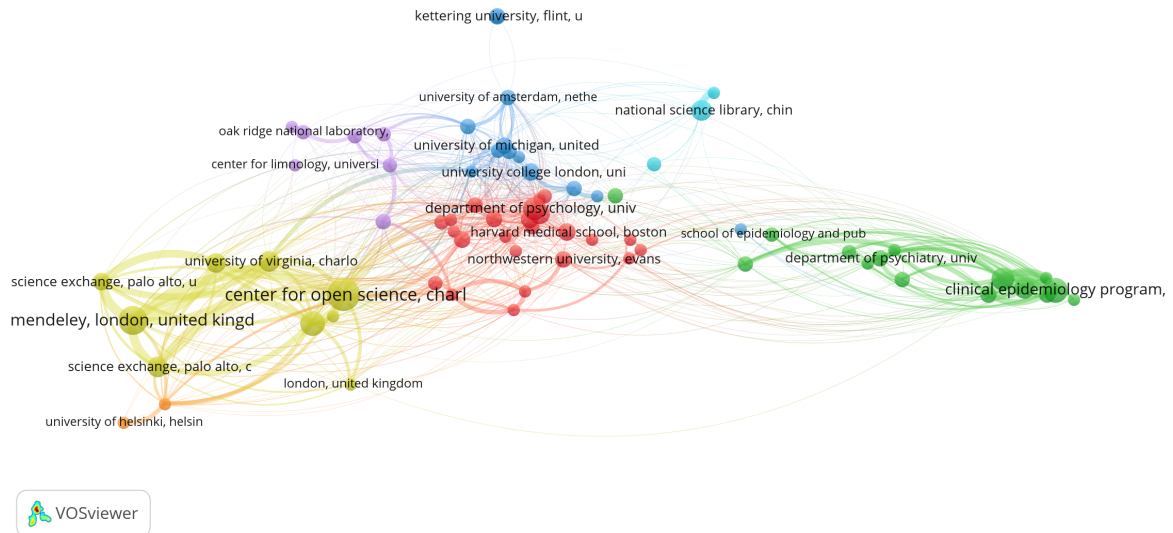 kettering university, flint, u
university of amsterdam, nethe
national science library, chin
oak ridge national laboratory,
university of michigan, united
center for limnology, universi
university college london, uni
department of psychology, univ
harvard medical school, boston
school of epidemiology and pub
northwestern university, evans
department of psychiatry, univ
university of virginia, charlo
science exchange, palo alto, u
center for open science, charl
clinical epidemiology program,
mendeley, london, united kingd
science exchange, palo alto, c
london, united kingdom
university of helsinki, helsin
VOSviewer